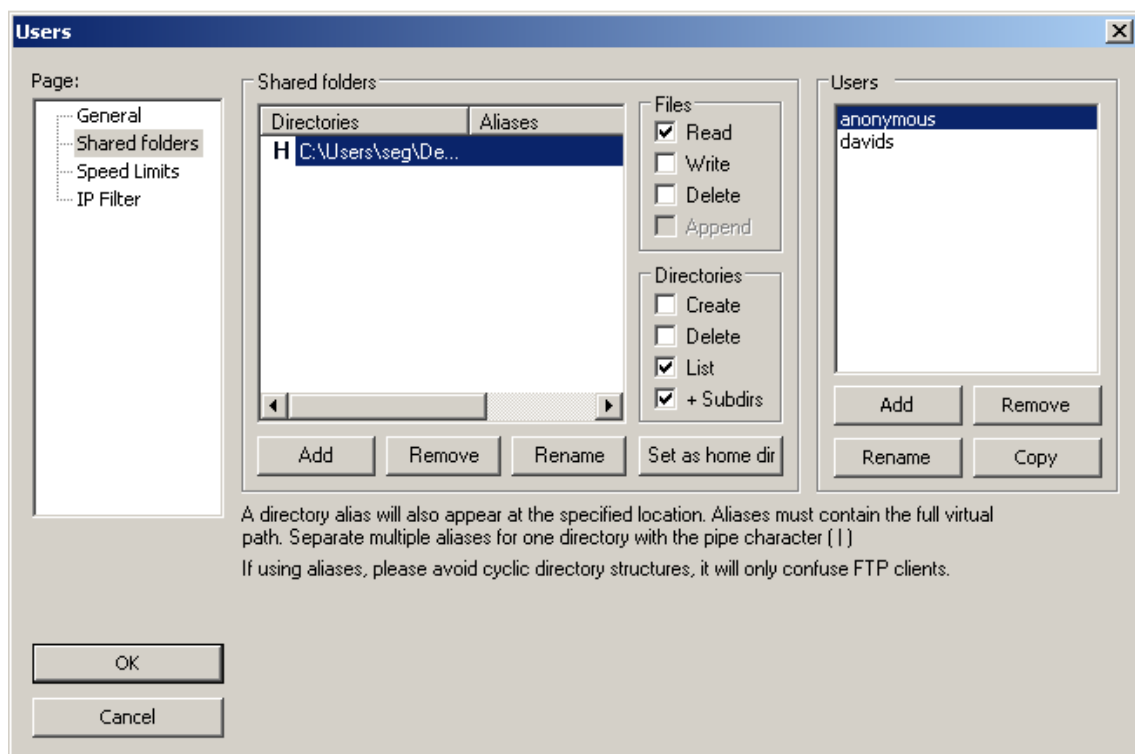 Users
Page:
General
Shared folders
Speed Limits
IP Filter
Shared folders
Directories Aliases
H C:\Users\seg\De...
Add Remove Rename Set as home dir
Files
Read
Write
Delete
Append
Directories
Create
Delete
List
+ Subdirs
Users
anonymous
davids
Add Remove
Rename Copy
A directory alias will also appear at the specified location. Aliases must contain the full virtual
path. Separate multiple aliases for one directory with the pipe character ( | )
If using aliases, please avoid cyclic directory structures, it will only confuse FTP clients.
OK
Cancel